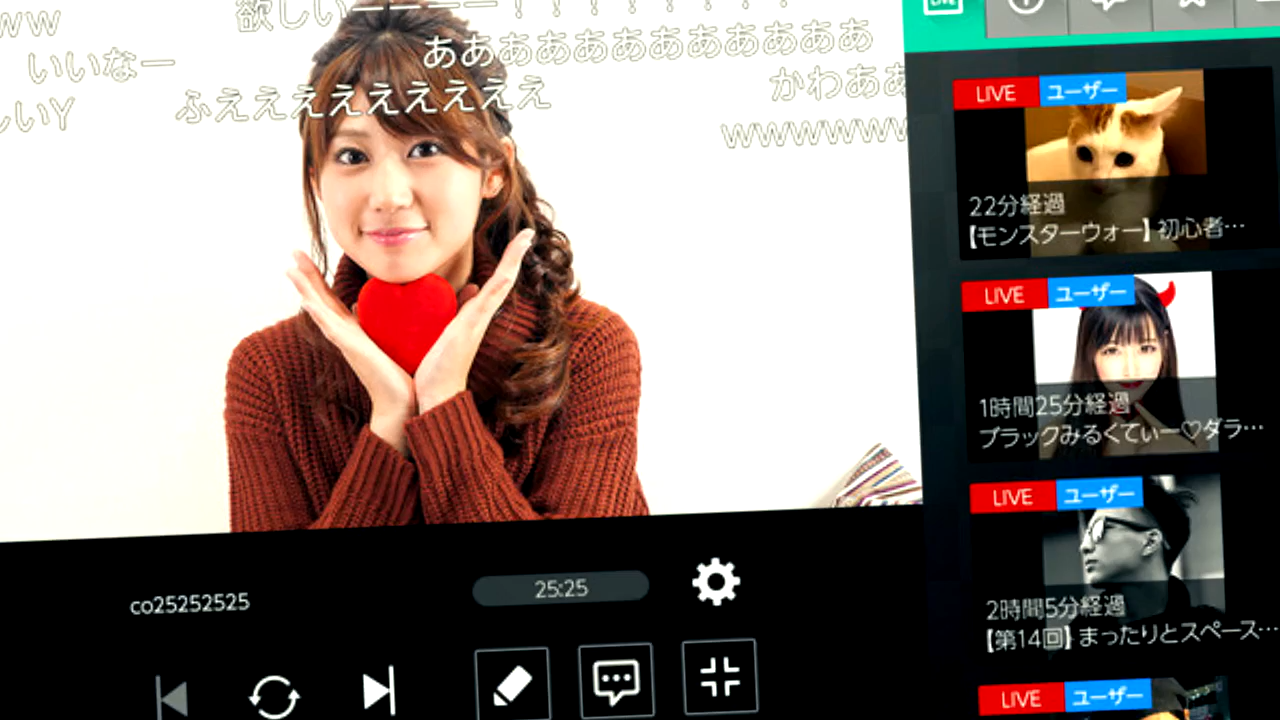 ww
欲しいーーーー！！！！！！！！
ああああああああああああ
いいなー
かわああ
いY
ふえええええええええ
wwwwwww
LIVE
LIVE ユーザー
22分経過
【モンスターウォー】 初心者…
LIVE ユーザー
1時間25分経過
ブラックみるくてぃー♡ダラ…
LIVE ユーザー
2時間5分経過
【第14回】 まったりとスペース…
LIVE ユーザー
co25252525
25:25